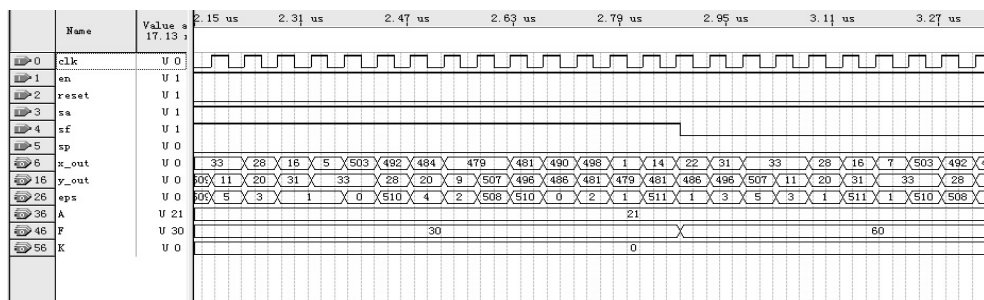 Name Value a 2.15 us 2.31 us 2.47 us 2.63 us 2.79 us 2.95 us 3.11 us 3.27 us
17.13
0 clk U 0
1 en U 1
2 reset U 1
3 sa U 1
4 sf U 1
5 sp U 0
6 x_out U 0 33 28 16 5 503 492 484 479 481 490 498 1 14 22 31 33 28 16 7 503 492
16 y_out U 0 11 20 31 33 28 20 9 507 496 486 481 479 481 486 496 507 11 20 31 33 28
26 eps U 0 5 3 1 0 510 4 2 508 510 0 2 1 511 1 3 5 3 1 511 1 510 508
36 A U 21 21
46 F U 30 30 60
56 K U 0 0